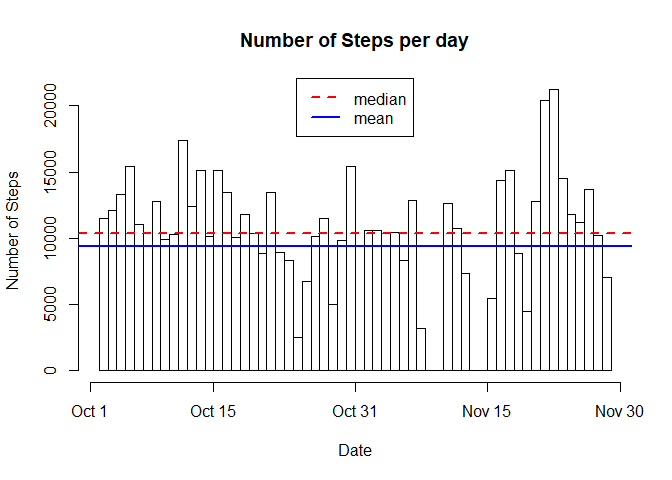 Number of Steps per day
median
mean
Number of Steps
20000
15000
10000
5000
0
Oct 1
Oct 15
Oct 31
Nov 15
Nov 30
Date